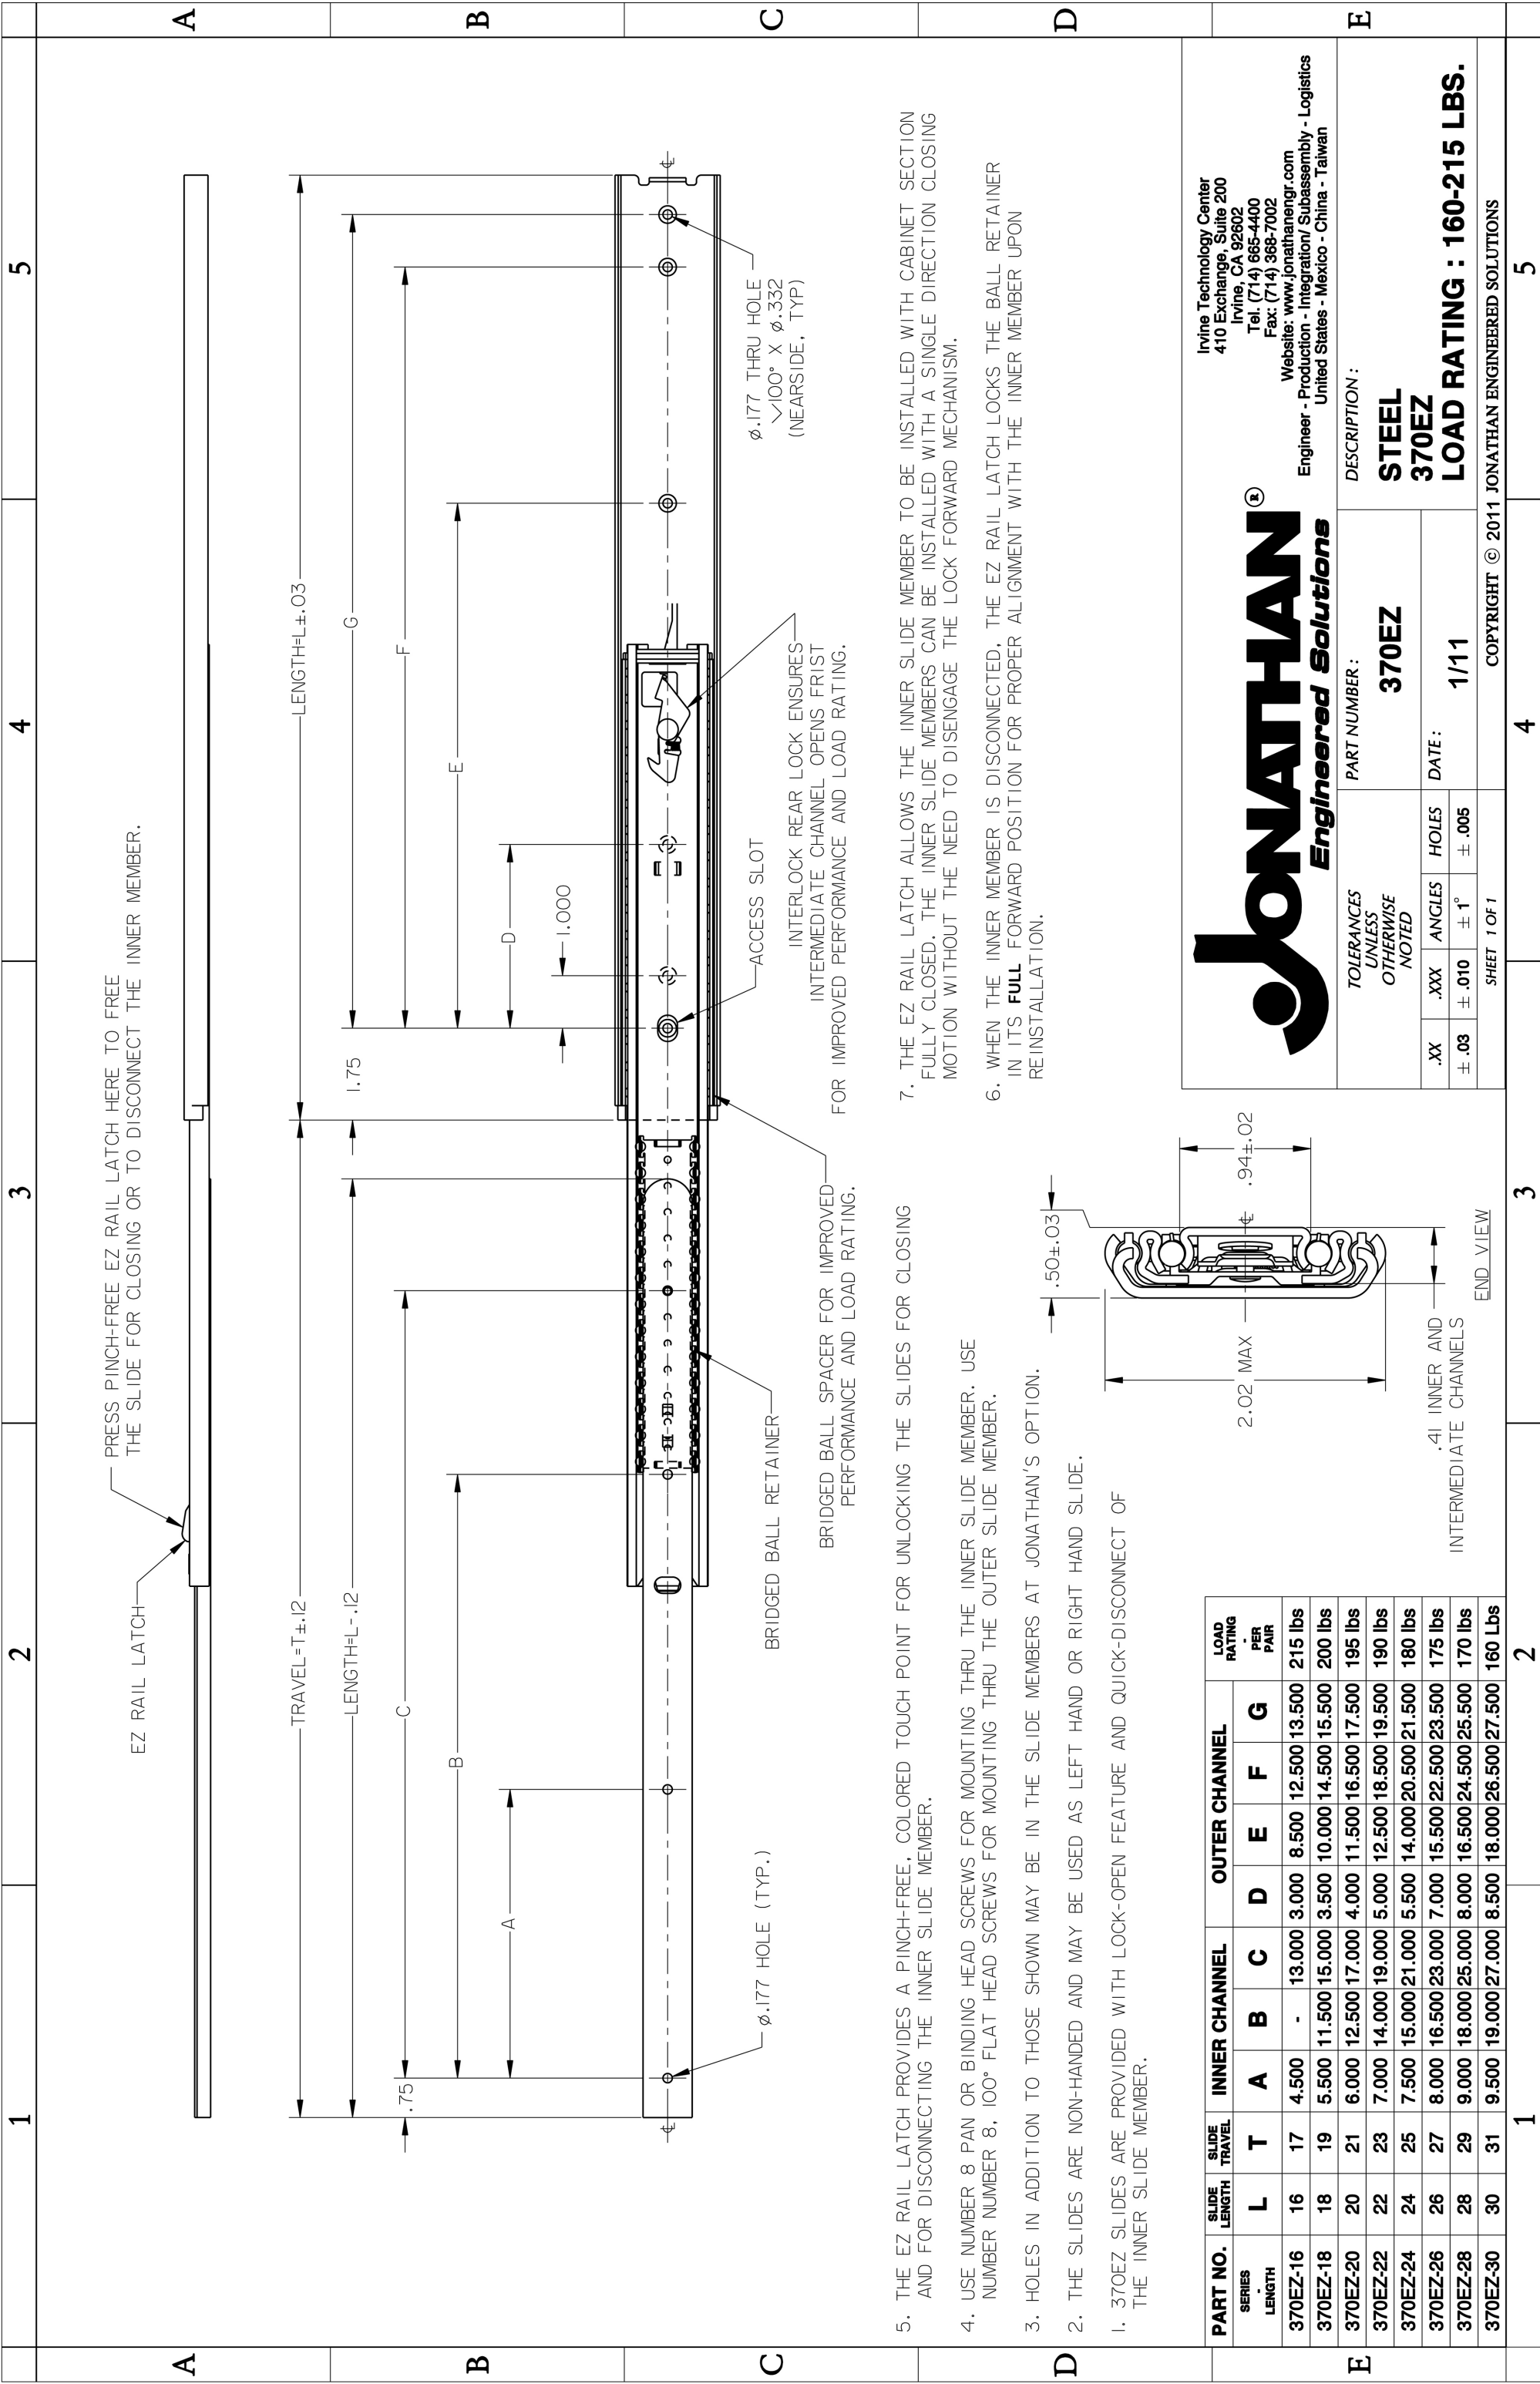 1
2
3
4
5
A
B
C
D
E
PRESS PINCH-FREE EZ RAIL LATCH HERE TO FREE
THE SLIDE FOR CLOSING OR TO DISCONNECT THE INNER MEMBER.
EZ RAIL LATCH
TRAVEL=T±.12
LENGTH=L±.03
LENGTH=L-.12
1.75
G
F
E
D
1.000
C
B
A
.75
℄
℄
ø.177 HOLE (TYP.)
BRIDGED BALL RETAINER
BRIDGED BALL SPACER FOR IMPROVED
PERFORMANCE AND LOAD RATING.
ACCESS SLOT
INTERLOCK REAR LOCK ENSURES
INTERMEDIATE CHANNEL OPENS FRIST
FOR IMPROVED PERFORMANCE AND LOAD RATING.
ø.177 THRU HOLE
⌵100° X ø.332
(NEARSIDE, TYP)
5. THE EZ RAIL LATCH PROVIDES A PINCH-FREE, COLORED TOUCH POINT FOR UNLOCKING THE SLIDES FOR CLOSING
AND FOR DISCONNECTING THE INNER SLIDE MEMBER.
4. USE NUMBER 8 PAN OR BINDING HEAD SCREWS FOR MOUNTING THRU THE INNER SLIDE MEMBER. USE
NUMBER NUMBER 8, 100° FLAT HEAD SCREWS FOR MOUNTING THRU THE OUTER SLIDE MEMBER.
3. HOLES IN ADDITION TO THOSE SHOWN MAY BE IN THE SLIDE MEMBERS AT JONATHAN'S OPTION.
2. THE SLIDES ARE NON-HANDED AND MAY BE USED AS LEFT HAND OR RIGHT HAND SLIDE.
1. 370EZ SLIDES ARE PROVIDED WITH LOCK-OPEN FEATURE AND QUICK-DISCONNECT OF
THE INNER SLIDE MEMBER.
7. THE EZ RAIL LATCH ALLOWS THE INNER SLIDE MEMBER TO BE INSTALLED WITH CABINET SECTION
FULLY CLOSED. THE INNER SLIDE MEMBERS CAN BE INSTALLED WITH A SINGLE DIRECTION CLOSING
MOTION WITHOUT THE NEED TO DISENGAGE THE LOCK FORWARD MECHANISM.
6. WHEN THE INNER MEMBER IS DISCONNECTED, THE EZ RAIL LATCH LOCKS THE BALL RETAINER
IN ITS FULL FORWARD POSITION FOR PROPER ALIGNMENT WITH THE INNER MEMBER UPON
REINSTALLATION.
.50±.03
2.02 MAX
.94±.02
℄
.41 INNER AND
INTERMEDIATE CHANNELS
END VIEW
PART NO. SLIDE LENGTH SLIDE TRAVEL INNER CHANNEL OUTER CHANNEL LOAD RATING - PER PAIR
SERIES - LENGTH L T A B C D E F G
370EZ-16 16 17 4.500 - 13.000 3.000 8.500 12.500 13.500 215 lbs
370EZ-18 18 19 5.500 11.500 15.000 3.500 10.000 14.500 15.500 200 lbs
370EZ-20 20 21 6.000 12.500 17.000 4.000 11.500 16.500 17.500 195 lbs
370EZ-22 22 23 7.000 14.000 19.000 5.000 12.500 18.500 19.500 190 lbs
370EZ-24 24 25 7.500 15.000 21.000 5.500 14.000 20.500 21.500 180 lbs
370EZ-26 26 27 8.000 16.500 23.000 7.000 15.500 22.500 23.500 175 lbs
370EZ-28 28 29 9.000 18.000 25.000 8.000 16.500 24.500 25.500 170 lbs
370EZ-30 30 31 9.500 19.000 27.000 8.500 18.000 26.500 27.500 160 Lbs
JONATHAN®
Engineered Solutions
Irvine Technology Center
410 Exchange, Suite 200
Irvine, CA 92602
Tel. (714) 665-4400
Fax: (714) 368-7002
Website: www.jonathanengr.com
Engineer - Production - Integration/ Subassembly - Logistics
United States - Mexico - China - Taiwan
TOLERANCES
UNLESS
OTHERWISE
NOTED
.XX .XXX ANGLES HOLES
± .03 ± .010 ± 1° ± .005
PART NUMBER :
370EZ
DATE :
1/11
DESCRIPTION :
STEEL
370EZ
LOAD RATING : 160-215 LBS.
SHEET 1 OF 1
COPYRIGHT © 2011 JONATHAN ENGINEERED SOLUTIONS
A
B
C
D
E
1
2
3
4
5